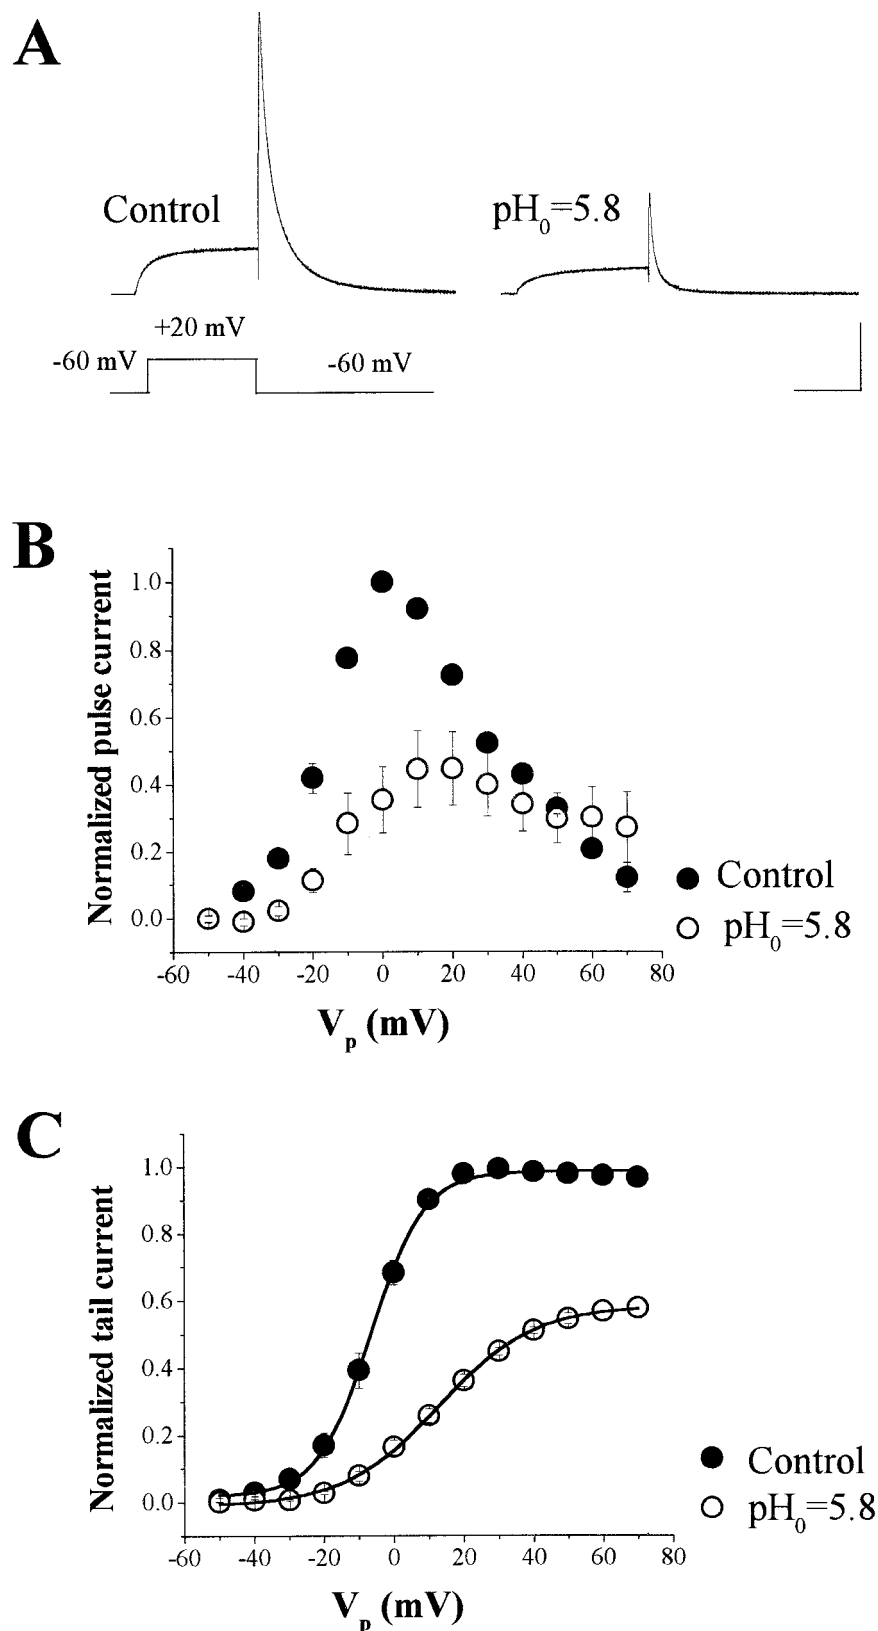 A
Control
pH0=5.8
+20 mV
-60 mV
-60 mV
B
Normalized pulse current
1.0
0.8
0.6
0.4
0.2
0.0
-60
-40
-20
0
20
40
60
80
Vp (mV)
Control
pH0=5.8
C
Normalized tail current
1.0
0.8
0.6
0.4
0.2
0.0
-60
-40
-20
0
20
40
60
80
Vp (mV)
Control
pH0=5.8